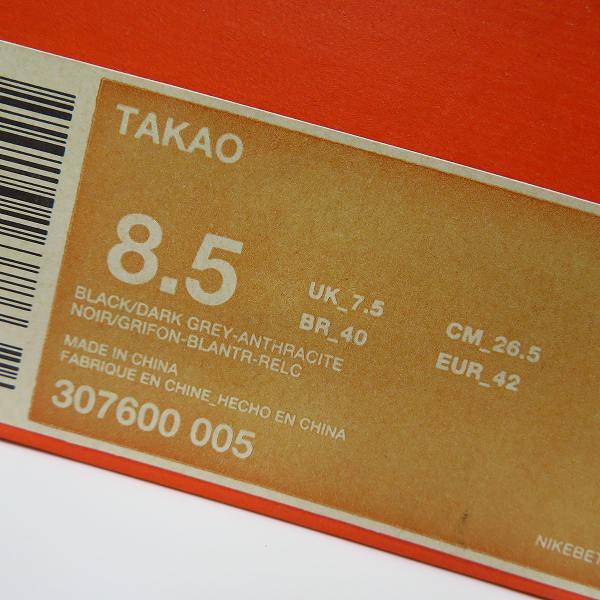 TAKAO
8.5
UK_7.5
CM_26.5
BR_40
EUR_42
BLACK/DARK GREY-ANTHRACITE
NOIR/GRIFON-BLANTR-RELC
MADE IN CHINA
FABRIQUE EN CHINE_HECHO EN CHINA
307600 005
NIKEBET